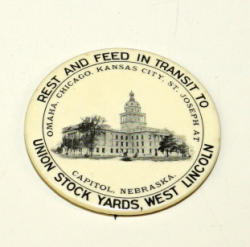 REST AND FEED IN TRANSIT TO
OMAHA, CHICAGO, KANSAS CITY, ST. JOSEPH AT
CAPITOL, NEBRASKA.
UNION STOCK YARDS, WEST LINCOLN